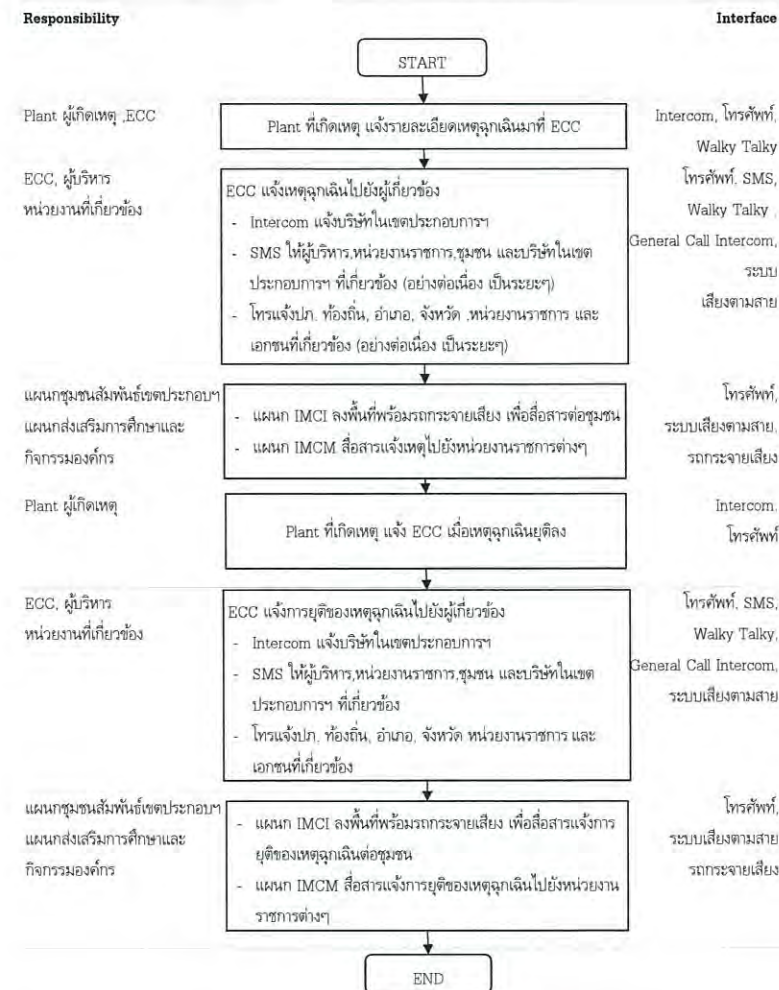 Responsibility
Interface
START
Plant ผู้เกิดเหตุ ,ECC
Plant ที่เกิดเหตุ แจ้งรายละเอียดเหตุฉุกเฉินมาที่ ECC
Intercom, โทรศัพท์,
Walky Talky
ECC, ผู้บริหาร
หน่วยงานที่เกี่ยวข้อง
ECC แจ้งเหตุฉุกเฉินไปยังผู้เกี่ยวข้อง
- Intercom แจ้งบริษัทในเขตประกอบการฯ
- SMS ให้ผู้บริหาร,หน่วยงานราชการ,ชุมชน และบริษัทในเขต
ประกอบการฯ ที่เกี่ยวข้อง (อย่างต่อเนื่อง เป็นระยะๆ)
- โทรแจ้งปภ. ท้องถิ่น, อำเภอ, จังหวัด ,หน่วยงานราชการ และ
เอกชนที่เกี่ยวข้อง (อย่างต่อเนื่อง เป็นระยะๆ)
โทรศัพท์, SMS,
Walky Talky ,
General Call Intercom,
ระบบ
เสียงตามสาย
แผนกชุมชนสัมพันธ์เขตประกอบฯ
แผนกส่งเสริมการศึกษาและ
กิจกรรมองค์กร
- แผนก IMCI ลงพื้นที่พร้อมรถกระจายเสียง เพื่อสื่อสารต่อชุมชน
- แผนก IMCM สื่อสารแจ้งเหตุไปยังหน่วยงานราชการต่างๆ
โทรศัพท์,
ระบบเสียงตามสาย,
รถกระจายเสียง
Plant ผู้เกิดเหตุ
Plant ที่เกิดเหตุ แจ้ง ECC เมื่อเหตุฉุกเฉินยุติลง
Intercom,
โทรศัพท์
ECC, ผู้บริหาร
หน่วยงานที่เกี่ยวข้อง
ECC แจ้งการยุติของเหตุฉุกเฉินไปยังผู้เกี่ยวข้อง
- Intercom แจ้งบริษัทในเขตประกอบการฯ
- SMS ให้ผู้บริหาร,หน่วยงานราชการ,ชุมชน และบริษัทในเขต
ประกอบการฯ ที่เกี่ยวข้อง
- โทรแจ้งปภ. ท้องถิ่น, อำเภอ, จังหวัด หน่วยงานราชการ และ
เอกชนที่เกี่ยวข้อง
โทรศัพท์, SMS,
Walky Talky,
General Call Intercom,
ระบบเสียงตามสาย
แผนกชุมชนสัมพันธ์เขตประกอบฯ
แผนกส่งเสริมการศึกษาและ
กิจกรรมองค์กร
- แผนก IMCI ลงพื้นที่พร้อมรถกระจายเสียง เพื่อสื่อสารแจ้งการ
ยุติของเหตุฉุกเฉินต่อชุมชน
- แผนก IMCM สื่อสารแจ้งการยุติของเหตุฉุกเฉินไปยังหน่วยงาน
ราชการต่างๆ
โทรศัพท์,
ระบบเสียงตามสาย
รถกระจายเสียง
END